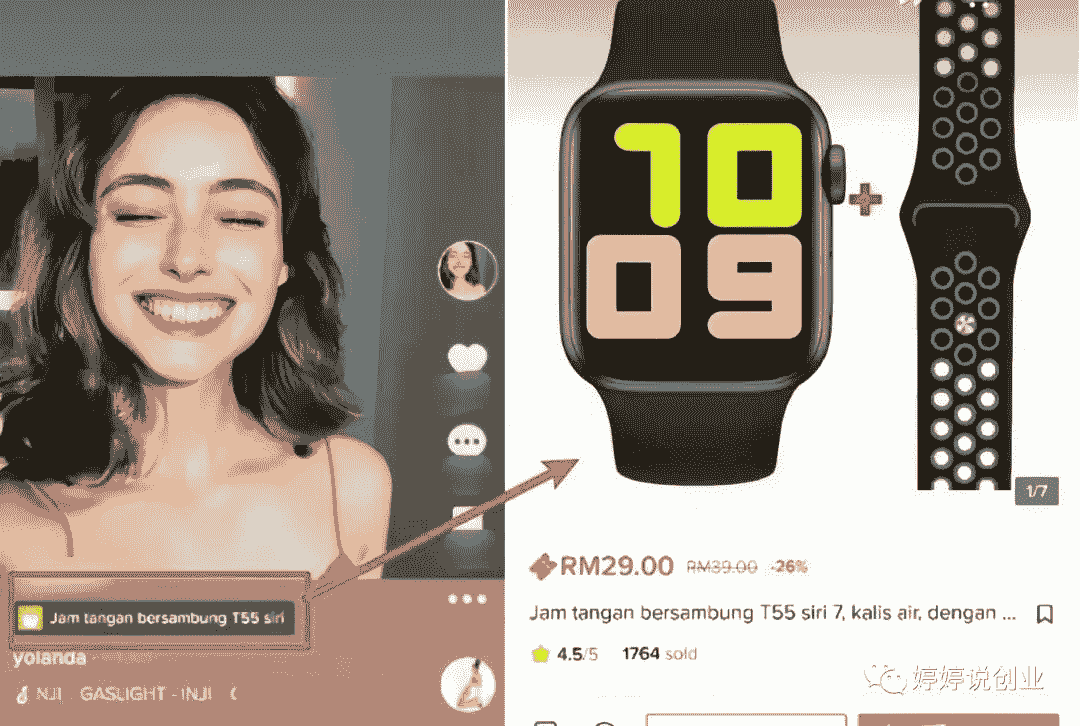 Jam tangan bersambung T55 siri
yolanda
NJI GASLIGHT - INJI
10
09
1/7
RM29.00 RM39.00 -26%
Jam tangan bersambung T55 siri 7, kalis air, dengan ...
4.5/5 1764 sold
婷婷说创业